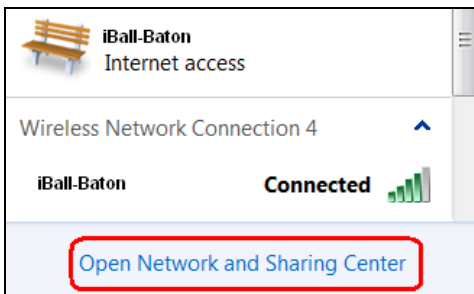 iBall-Baton
Internet access
Wireless Network Connection 4
iBall-Baton Connected
Open Network and Sharing Center